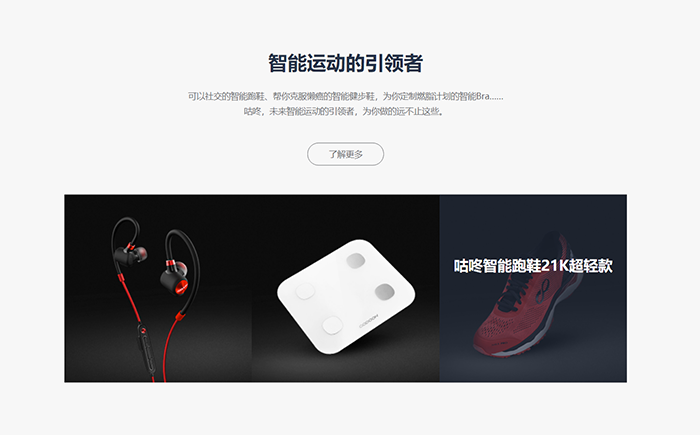 智能运动的引领者
可以社交的智能跑鞋、帮你克服懒癌的智能健步鞋，为你定制燃脂计划的智能Bra......
咕咚，未来智能运动的引领者，为你做的远不止这些。
了解更多
咕咚智能跑鞋21K超轻款